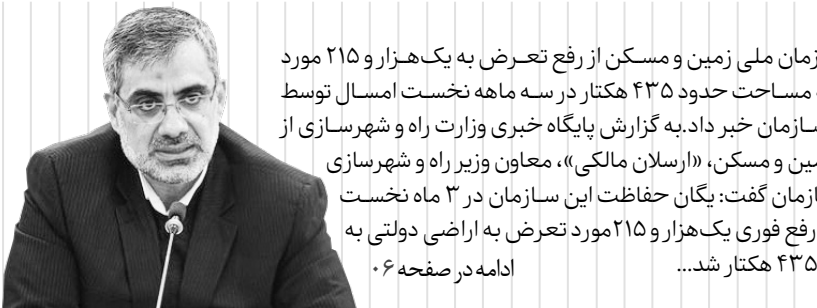 زمان ملی زمین و مسکن از رفع تعرض به یک‌هزار و ۲۱۵ مورد
مساحت حدود ۴۳۵ هکتار در سه ماهه نخست امسال توسط
سازمان خبر داد.به گزارش پایگاه خبری وزارت راه و شهرسازی از
مین و مسکن، «ارسلان مالکی»، معاون وزیر راه و شهرسازی
ازمان گفت: یگان حفاظت این سازمان در ۳ ماه نخست
رفع فوری یک‌هزار و ۲۱۵مورد تعرض به اراضی دولتی به
۴۳۵ هکتار شد...
ادامه در صفحه ۰۶